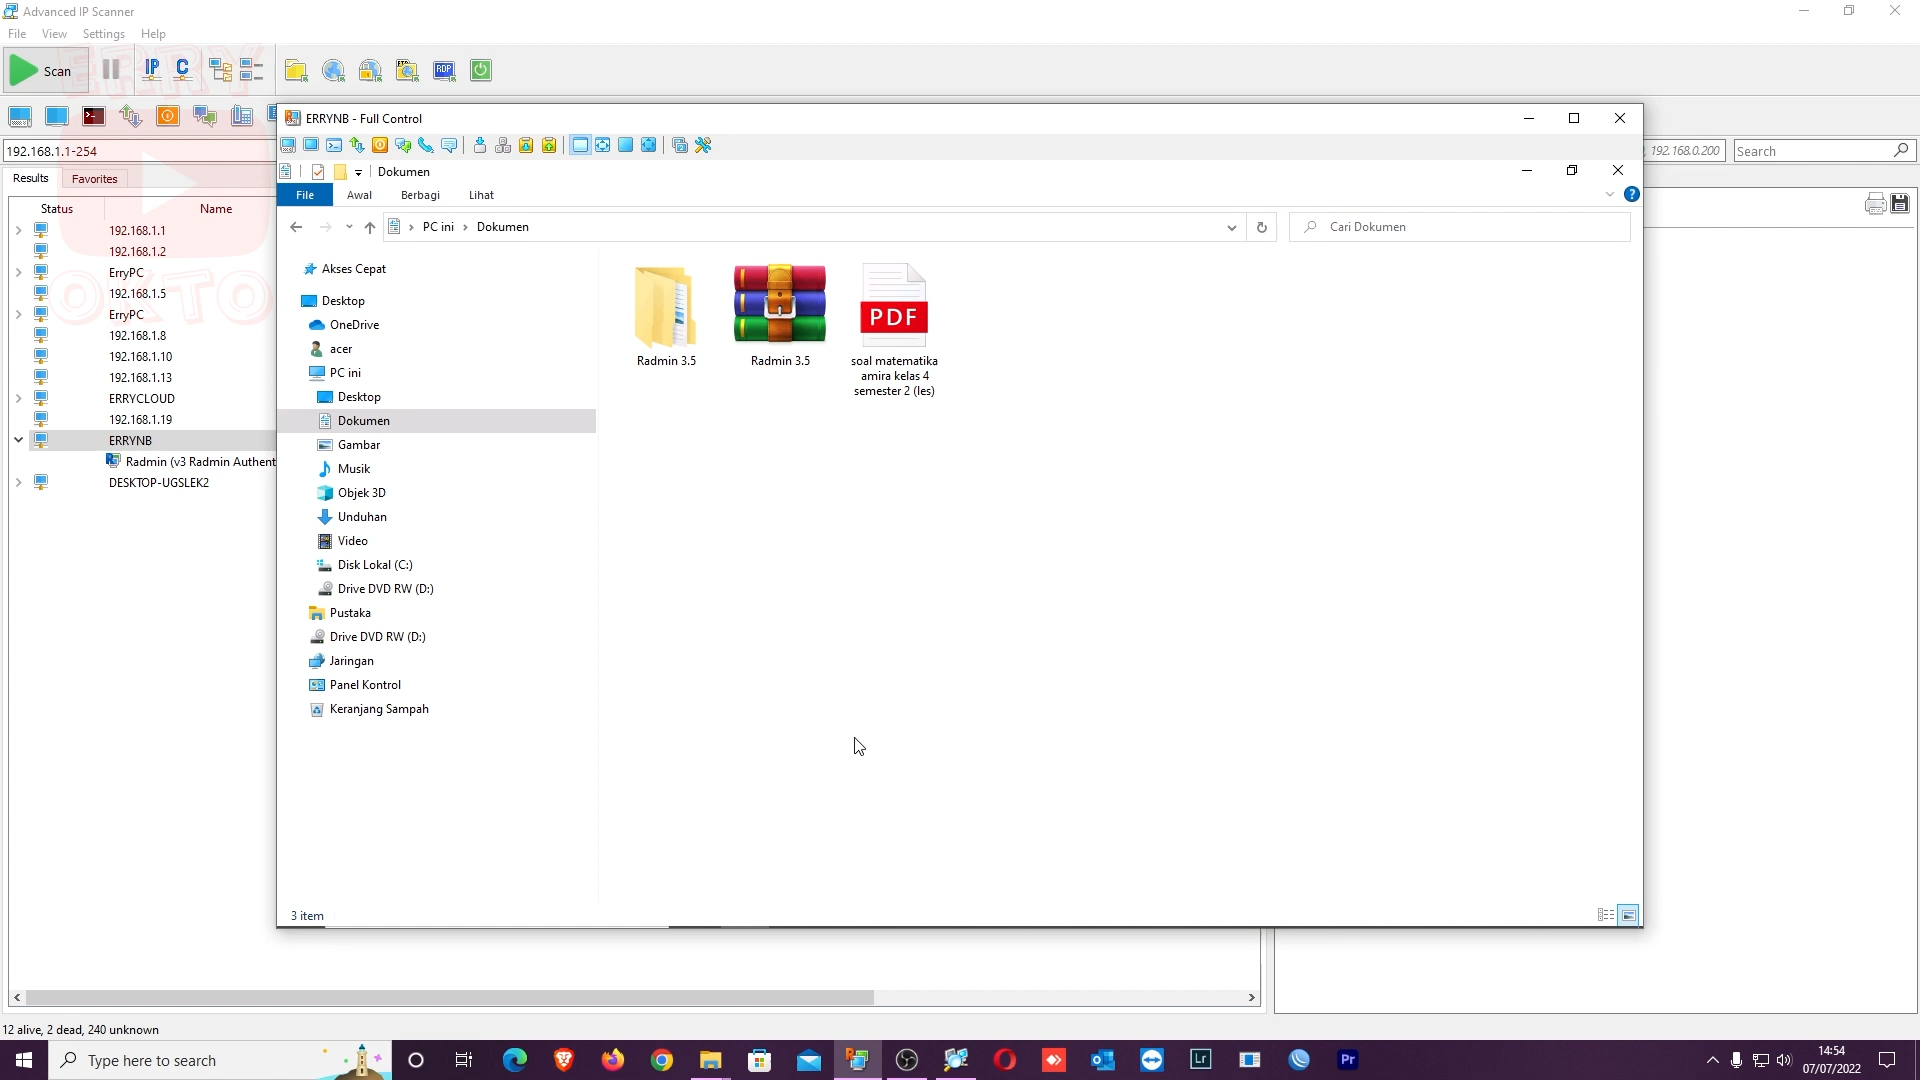 Advanced IP Scanner
File View Settings Help
Scan
IP C
FTP
RDP
ERRY
OKTO
192.168.1.1-254
192.168.0.200
Search
Results Favorites
Status Name
192.168.1.1
192.168.1.2
ErryPC
192.168.1.5
ErryPC
192.168.1.8
192.168.1.10
192.168.1.13
ERRYCLOUD
192.168.1.19
ERRYNB
Radmin (v3 Radmin Authent
DESKTOP-UGSLEK2
ERRYNB - Full Control
Dokumen
File Awal Berbagi Lihat
PC ini Dokumen
Cari Dokumen
Akses Cepat
Desktop
OneDrive
acer
PC ini
Desktop
Dokumen
Gambar
Musik
Objek 3D
Unduhan
Video
Disk Lokal (C:)
Drive DVD RW (D:)
Pustaka
Drive DVD RW (D:)
Jaringan
Panel Kontrol
Keranjang Sampah
PDF
Radmin 3.5
Radmin 3.5
soal matematika
amira kelas 4
semester 2 (les)
3 item
12 alive, 2 dead, 240 unknown
Type here to search
Lr
Pr
14:54
07/07/2022